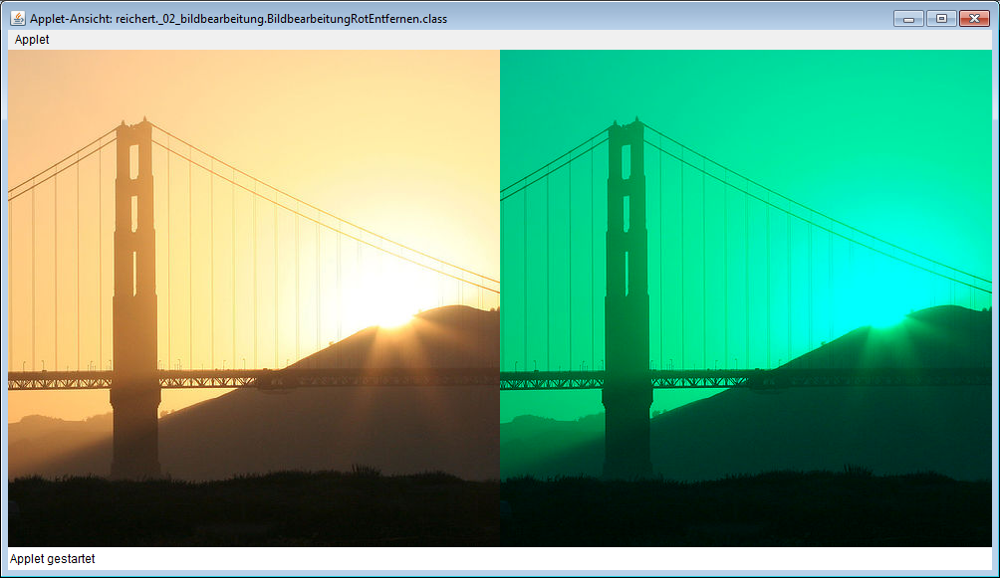 Applet-Ansicht: reichert._02_bildbearbeitung.BildbearbeitungRotEntfernen.class
Applet
Applet gestartet